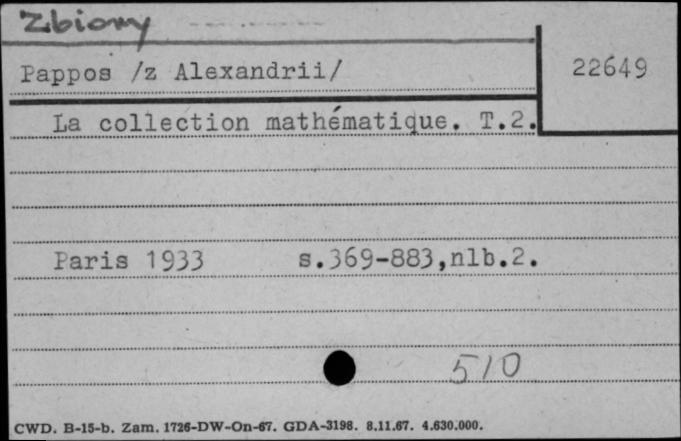 Zbiory
Pappos /z Alexandrii/
22649
La collection mathématique. T.2.
Paris 1933 s.369-883,nlb.2.
510
CWD. B-15-b. Zam. 1726-DW-On-67. GDA-3198. 8.11.67. 4.630.000.